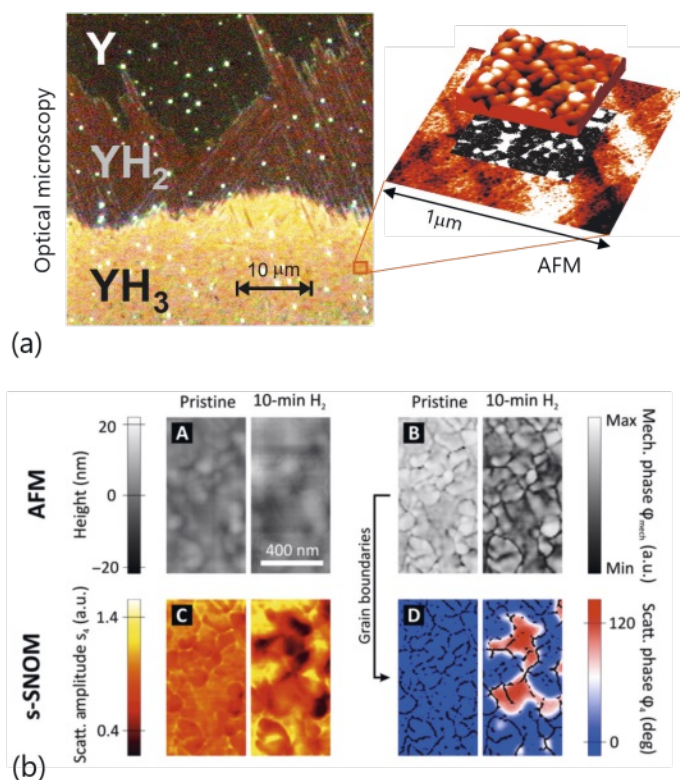 Optical microscopy
Y
YH₂
YH₃
10 μm
1μm
AFM
(a)
Pristine 10-min H₂
A
AFM
Height (nm)
20
0
−20
400 nm
Pristine 10-min H₂
B
Max
Min
Mech. phase φmech (a.u.)
Grain boundaries
s-SNOM
Scatt. amplitude s₄ (a.u.)
1.4
0.4
C
D
120
0
Scatt. phase φ₄ (deg)
(b)